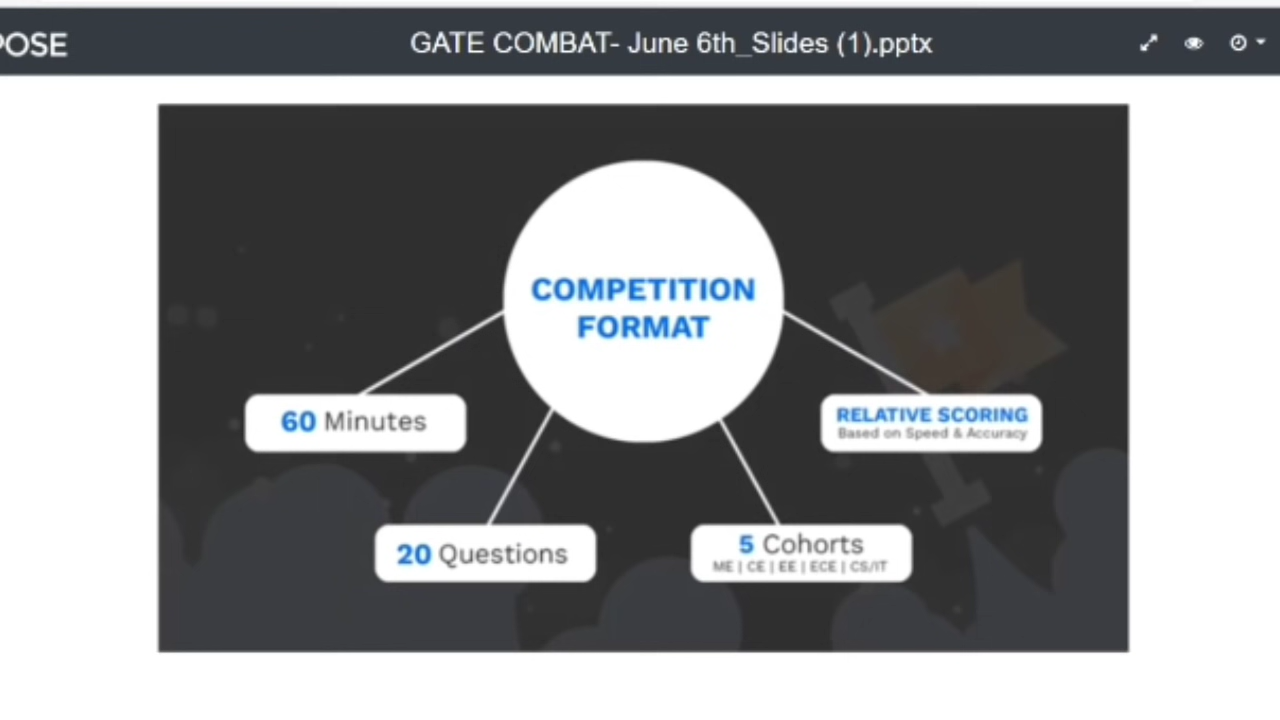 POSE
GATE COMBAT- June 6th_Slides (1).pptx
COMPETITION
FORMAT
60 Minutes
RELATIVE SCORING
Based on Speed & Accuracy
20 Questions
5 Cohorts
ME | CE | EE | ECE | CS/IT